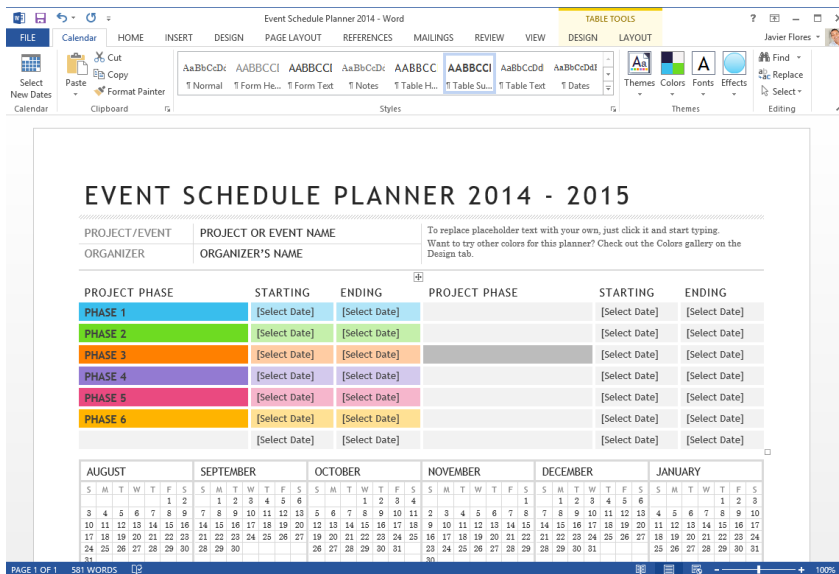 Event Schedule Planner 2014 - Word
TABLE TOOLS
?
FILE Calendar HOME INSERT DESIGN PAGE LAYOUT REFERENCES MAILINGS REVIEW VIEW DESIGN LAYOUT Javier Flores
Select New Dates
Calendar
Paste
Cut
Copy
Format Painter
Clipboard
AaBbCcDc AABBCCI AABBCCI AaBbCcDc AABBCC AABBCCI AaBbCcDd AaBbCcDdI
¶ Normal ¶ Form He... ¶ Form Text ¶ Notes ¶ Table H... ¶ Table Su... ¶ Table Text ¶ Dates
Styles
Aa A
Themes Colors Fonts Effects
Themes
Find
Replace
Select
Editing
EVENT SCHEDULE PLANNER 2014 - 2015
PROJECT/EVENT PROJECT OR EVENT NAME
ORGANIZER ORGANIZER'S NAME
To replace placeholder text with your own, just click it and start typing.
Want to try other colors for this planner? Check out the Colors gallery on the
Design tab.
PROJECT PHASE STARTING ENDING PROJECT PHASE STARTING ENDING
PHASE 1 [Select Date] [Select Date] [Select Date] [Select Date]
PHASE 2 [Select Date] [Select Date] [Select Date] [Select Date]
PHASE 3 [Select Date] [Select Date] [Select Date] [Select Date]
PHASE 4 [Select Date] [Select Date] [Select Date] [Select Date]
PHASE 5 [Select Date] [Select Date] [Select Date] [Select Date]
PHASE 6 [Select Date] [Select Date] [Select Date] [Select Date]
[Select Date] [Select Date] [Select Date] [Select Date]
AUGUST SEPTEMBER OCTOBER NOVEMBER DECEMBER JANUARY
S M T W T F S S M T W T F S S M T W T F S S M T W T F S S M T W T F S S M T W T F S
1 2 1 2 3 4 5 6 1 2 3 4 1 1 2 3 4 5 6 1 2 3
3 4 5 6 7 8 9 7 8 9 10 11 12 13 5 6 7 8 9 10 11 2 3 4 5 6 7 8 7 8 9 10 11 12 13 4 5 6 7 8 9 10
10 11 12 13 14 15 16 14 15 16 17 18 19 20 12 13 14 15 16 17 18 9 10 11 12 13 14 15 14 15 16 17 18 19 20 11 12 13 14 15 16 17
17 18 19 20 21 22 23 21 22 23 24 25 26 27 19 20 21 22 23 24 25 16 17 18 19 20 21 22 21 22 23 24 25 26 27 18 19 20 21 22 23 24
24 25 26 27 28 29 30 28 29 30 26 27 28 29 30 31 23 24 25 26 27 28 29 28 29 30 31 25 26 27 28 29 30 31
31 30
PAGE 1 OF 1 581 WORDS 100%